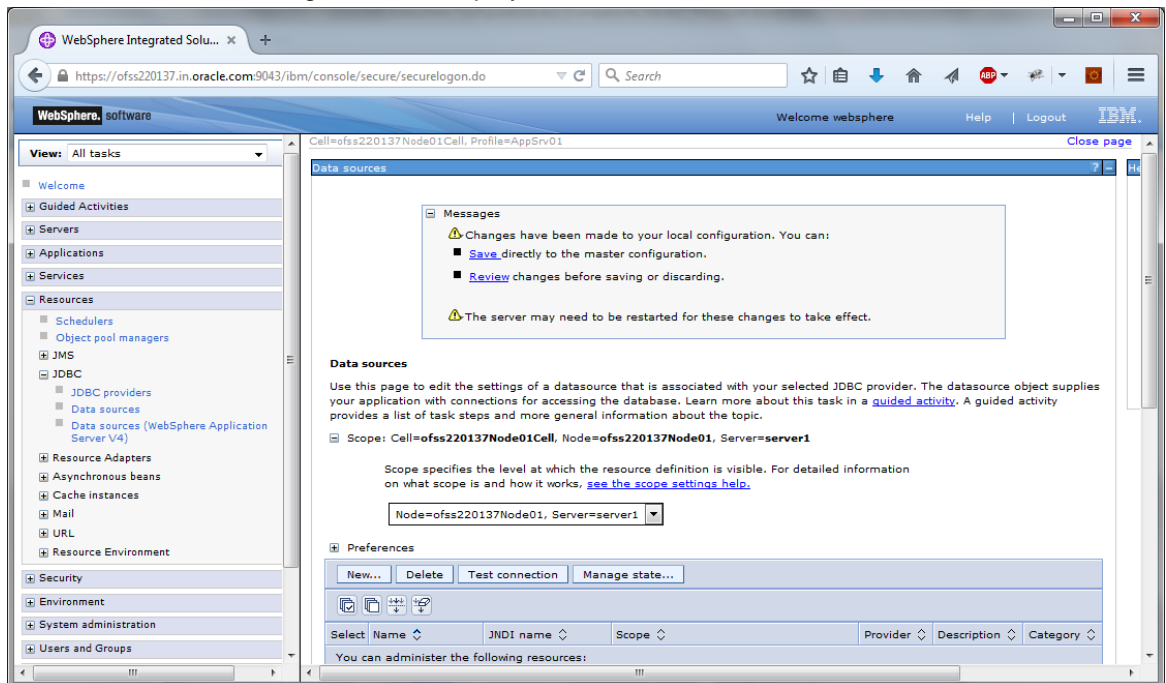 WebSphere Integrated Solu... × +
https://ofss220137.in.oracle.com:9043/ibm/console/secure/securelogon.do
Search
ABP
WebSphere. software
Welcome websphere
Help | Logout
IBM.
View: All tasks
Welcome
Guided Activities
Servers
Applications
Services
Resources
Schedulers
Object pool managers
JMS
JDBC
JDBC providers
Data sources
Data sources (WebSphere Application
Server V4)
Resource Adapters
Asynchronous beans
Cache instances
Mail
URL
Resource Environment
Security
Environment
System administration
Users and Groups
Cell=ofss220137Node01Cell, Profile=AppSrv01
Close page
Data sources
? –
He
Messages
Changes have been made to your local configuration. You can:
Save directly to the master configuration.
Review changes before saving or discarding.
The server may need to be restarted for these changes to take effect.
Data sources
Use this page to edit the settings of a datasource that is associated with your selected JDBC provider. The datasource object supplies
your application with connections for accessing the database. Learn more about this task in a guided activity. A guided activity
provides a list of task steps and more general information about the topic.
Scope: Cell=ofss220137Node01Cell, Node=ofss220137Node01, Server=server1
Scope specifies the level at which the resource definition is visible. For detailed information
on what scope is and how it works, see the scope settings help.
Node=ofss220137Node01, Server=server1
Preferences
New... Delete Test connection Manage state...
Select Name JNDI name Scope Provider Description Category
You can administer the following resources: